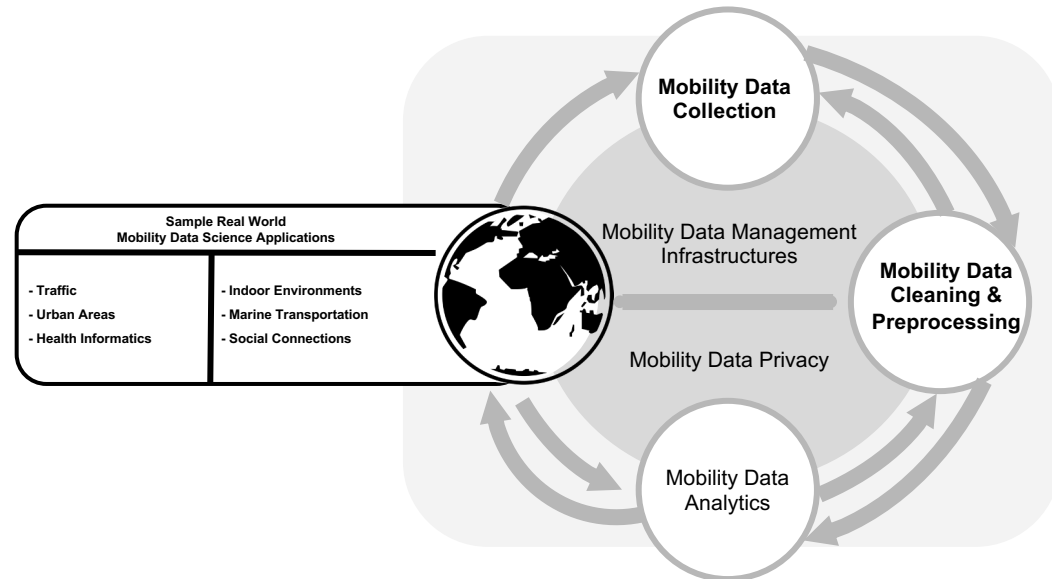 Mobility Data
Collection
Sample Real World
Mobility Data Science Applications
- Traffic
- Urban Areas
- Health Informatics
- Indoor Environments
- Marine Transportation
- Social Connections
Mobility Data Management
Infrastructures
Mobility Data Privacy
Mobility Data
Cleaning &
Preprocessing
Mobility Data
Analytics